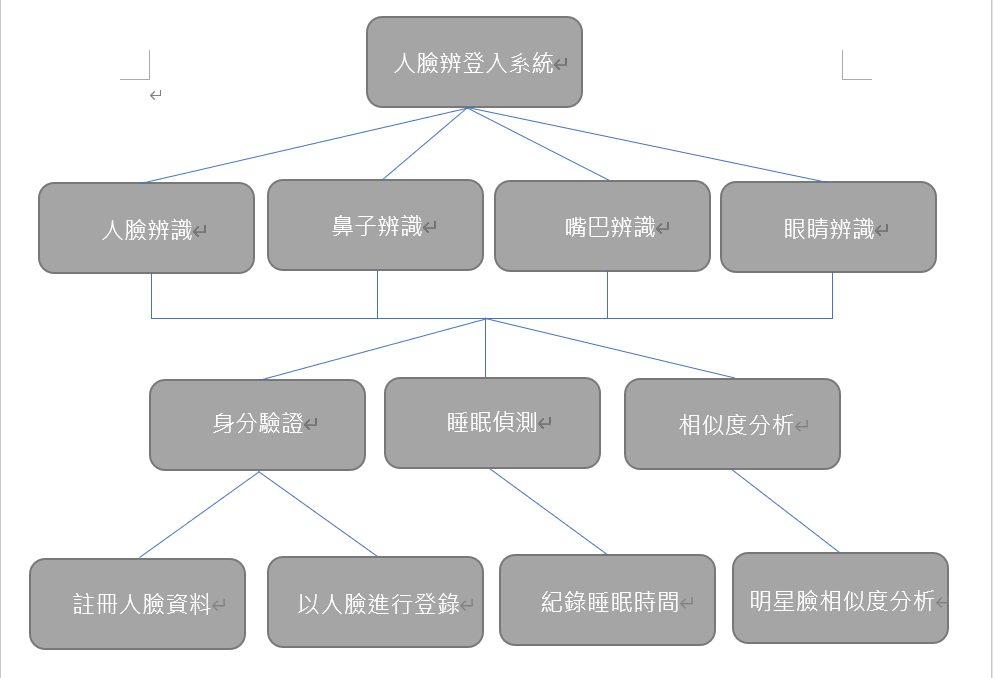 人臉辨登入系統
人臉辨識
鼻子辨識
嘴巴辨識
眼睛辨識
身分驗證
睡眠偵測
相似度分析
註冊人臉資料
以人臉進行登錄
紀錄睡眠時間
明星臉相似度分析